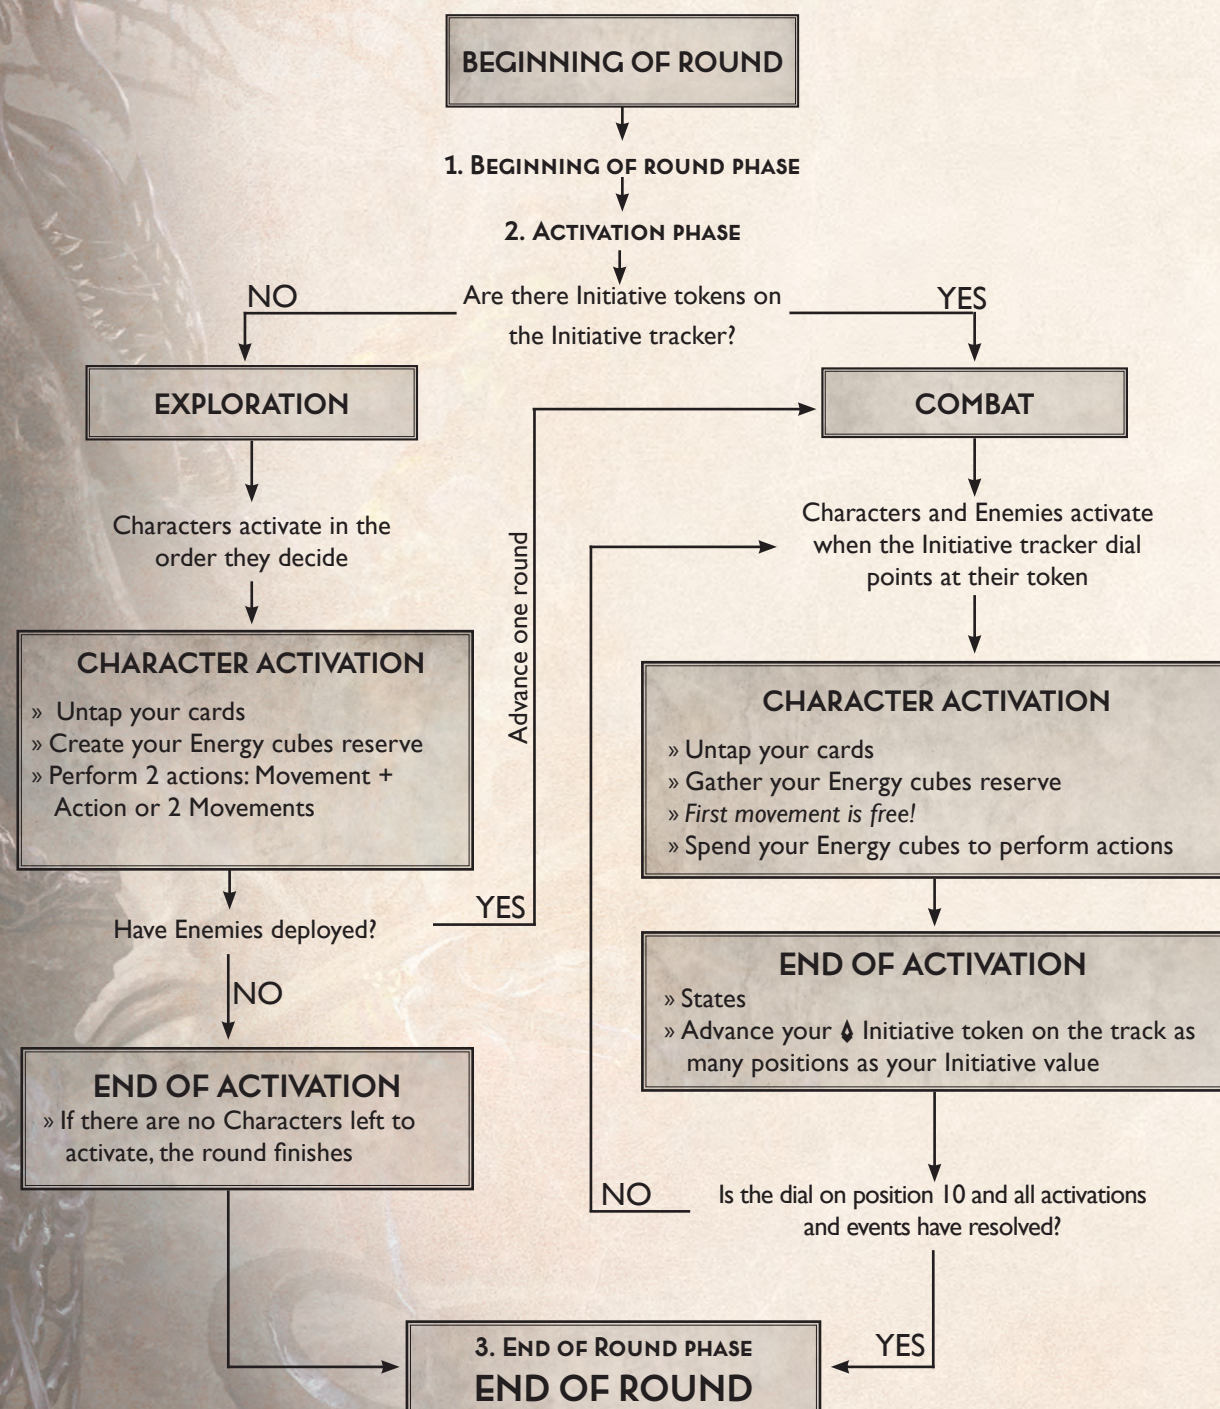 BEGINNING OF ROUND
1. BEGINNING OF ROUND PHASE
2. ACTIVATION PHASE
Are there Initiative tokens on
the Initiative tracker?
NO
YES
EXPLORATION
Characters activate in the
order they decide
CHARACTER ACTIVATION
» Untap your cards
» Create your Energy cubes reserve
» Perform 2 actions: Movement +
Action or 2 Movements
Have Enemies deployed?
YES
Advance one round
NO
END OF ACTIVATION
» If there are no Characters left to
activate, the round finishes
COMBAT
Characters and Enemies activate
when the Initiative tracker dial
points at their token
CHARACTER ACTIVATION
» Untap your cards
» Gather your Energy cubes reserve
» First movement is free!
» Spend your Energy cubes to perform actions
END OF ACTIVATION
» States
» Advance your Initiative token on the track as
many positions as your Initiative value
Is the dial on position 10 and all activations
and events have resolved?
NO
YES
3. END OF ROUND PHASE
END OF ROUND